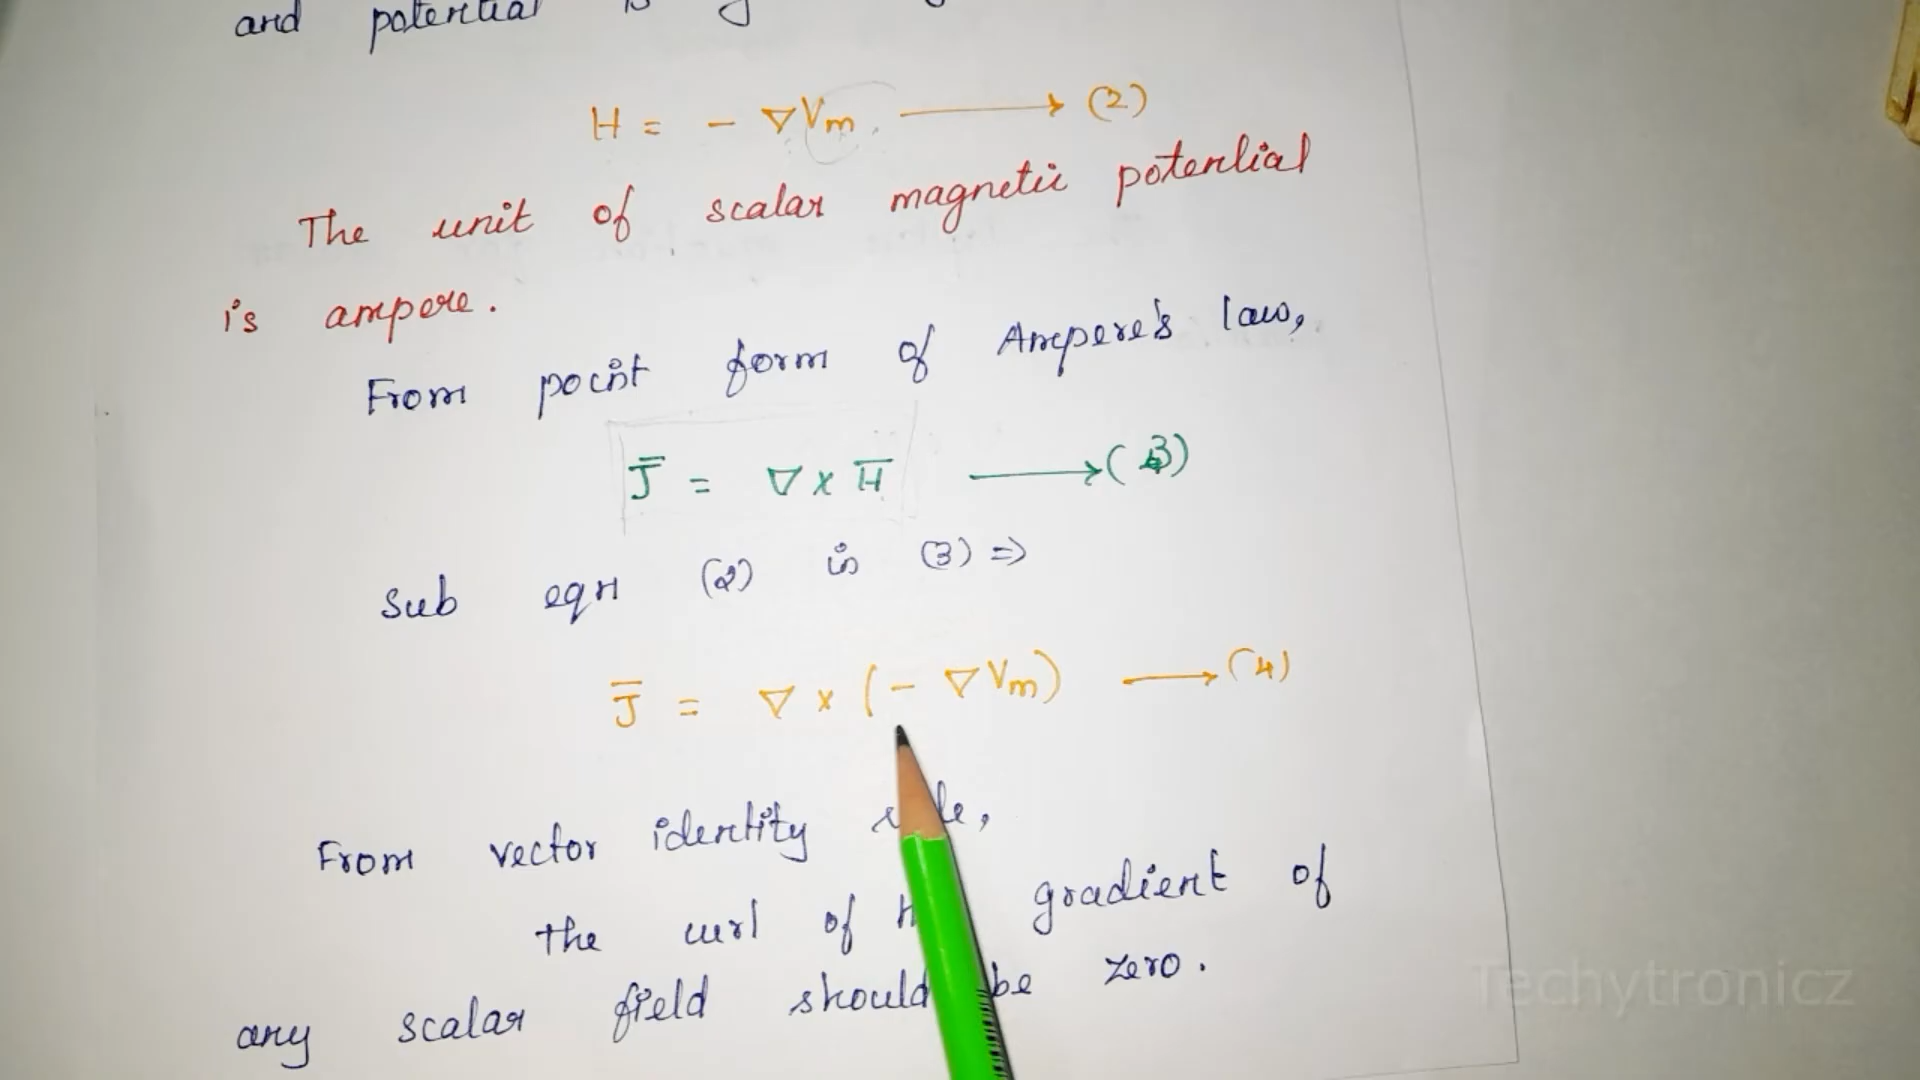 and potential is
H = - ∇Vm. ⟶ (2)
The unit of scalar magnetic potential
is ampere.
From point form of Ampere's law,
J̅ = ∇ × H̅ ⟶ (3)
Sub eqn (2) in (3) ⇒
J̅ = ∇ × (- ∇Vm) ⟶ (4)
From vector identity
the curl of gradient of
any scalar field should be zero.
Techytronicz